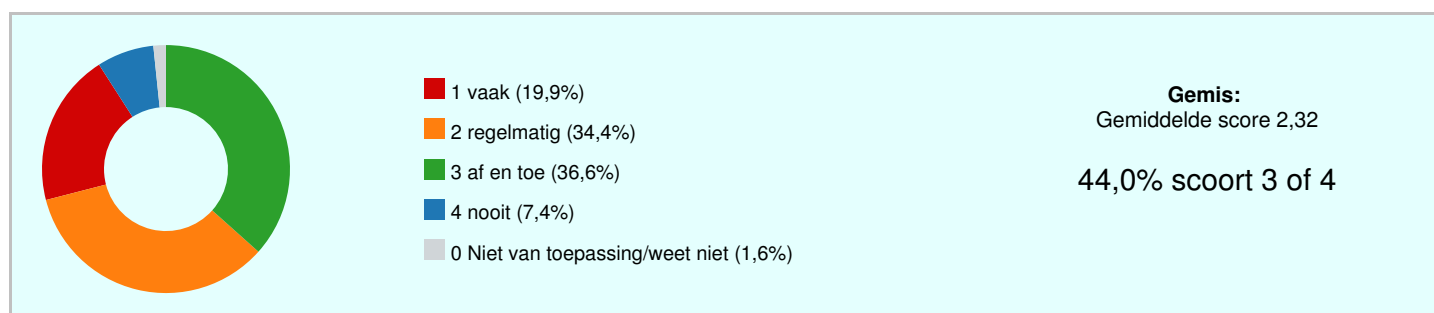 1 vaak (19,9%)
2 regelmatig (34,4%)
3 af en toe (36,6%)
4 nooit (7,4%)
0 Niet van toepassing/weet niet (1,6%)
Gemis:
Gemiddelde score 2,32
44,0% scoort 3 of 4